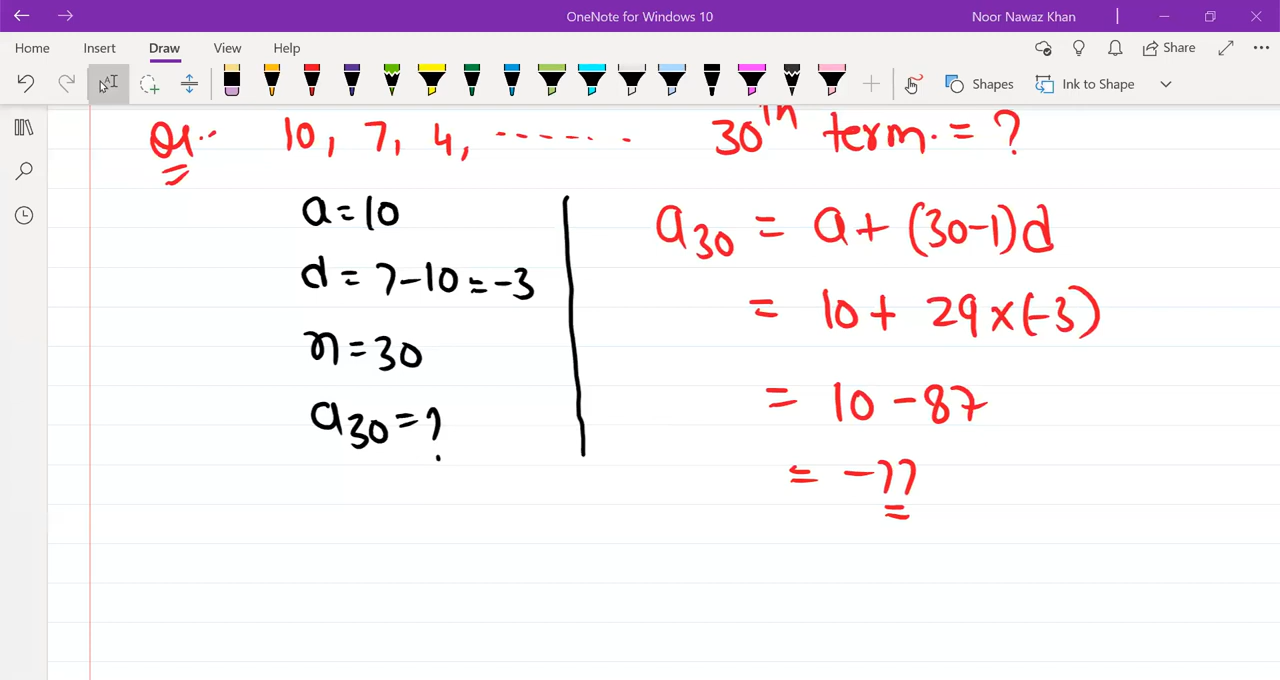 OneNote for Windows 10
Noor Nawaz Khan
Home Insert Draw View Help
Share
Shapes
Ink to Shape
10, 7, 4, ....... 30th term. = ?
a = 10
d = 7-10 = -3
n = 30
a30 = ?
a30 = a + (30-1)d
= 10 + 29 × (-3)
= 10 - 87
= -77